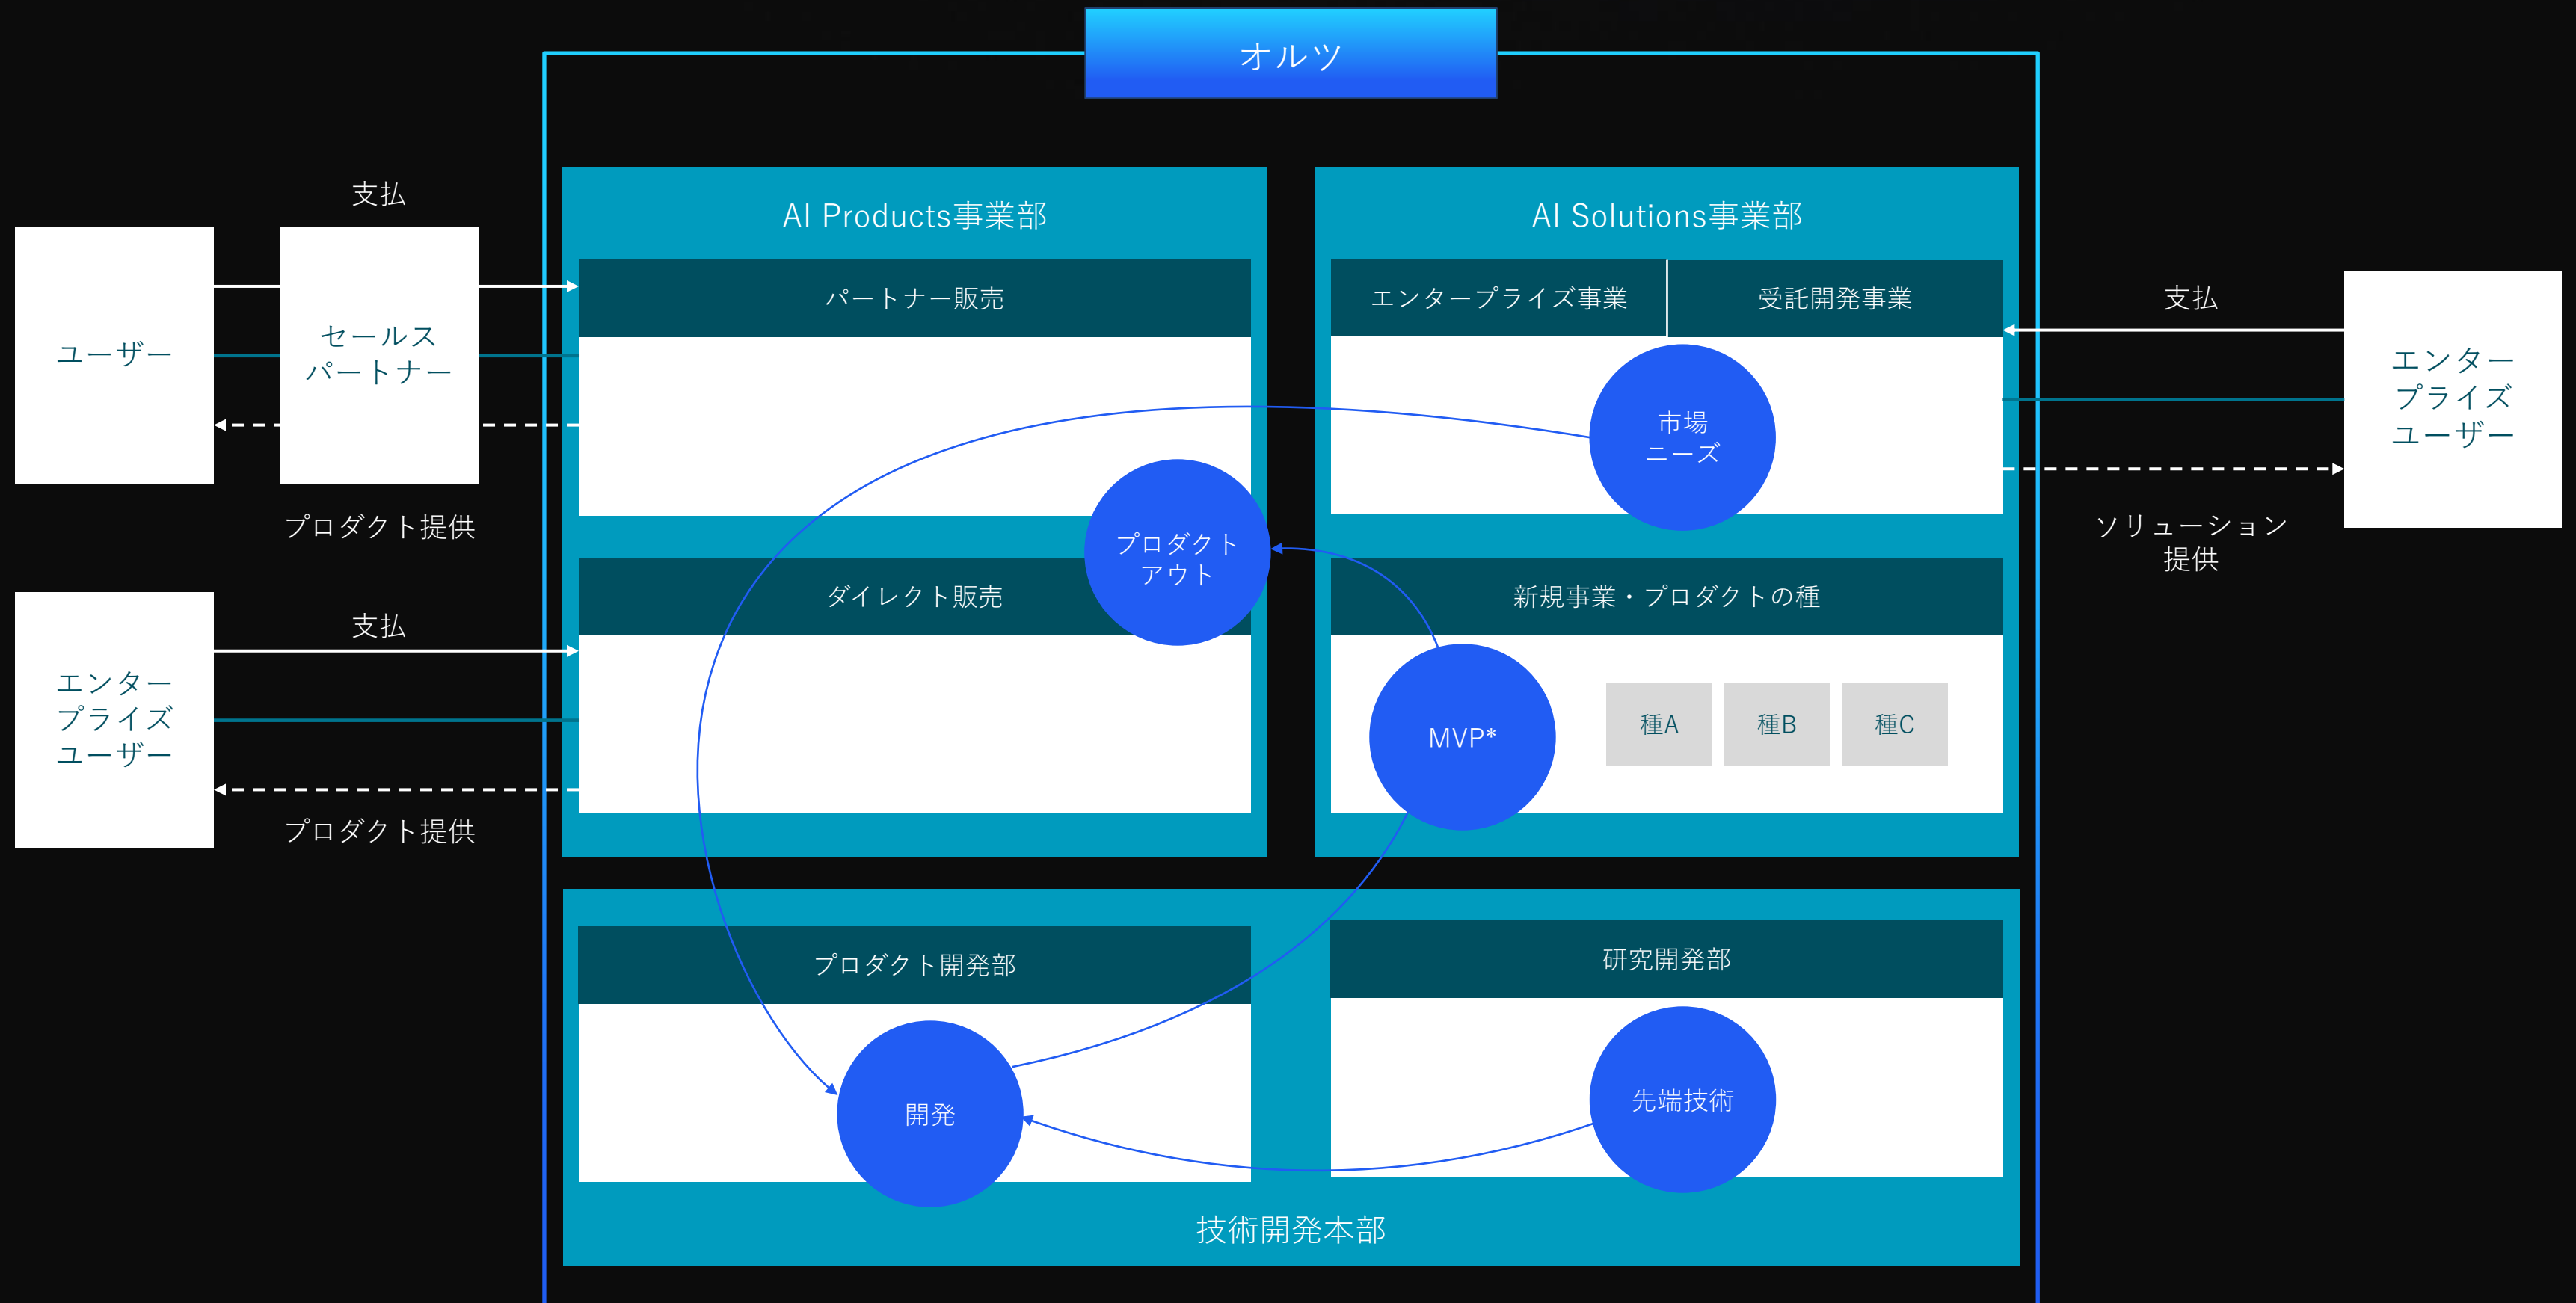 オルツ
支払
ユーザー
セールス
パートナー
プロダクト提供
支払
エンター
プライズ
ユーザー
プロダクト提供
AI Products事業部
パートナー販売
プロダクト
アウト
ダイレクト販売
AI Solutions事業部
エンタープライズ事業
受託開発事業
市場
ニーズ
新規事業・プロダクトの種
MVP*
種A
種B
種C
支払
エンター
プライズ
ユーザー
ソリューション
提供
プロダクト開発部
開発
研究開発部
先端技術
技術開発本部